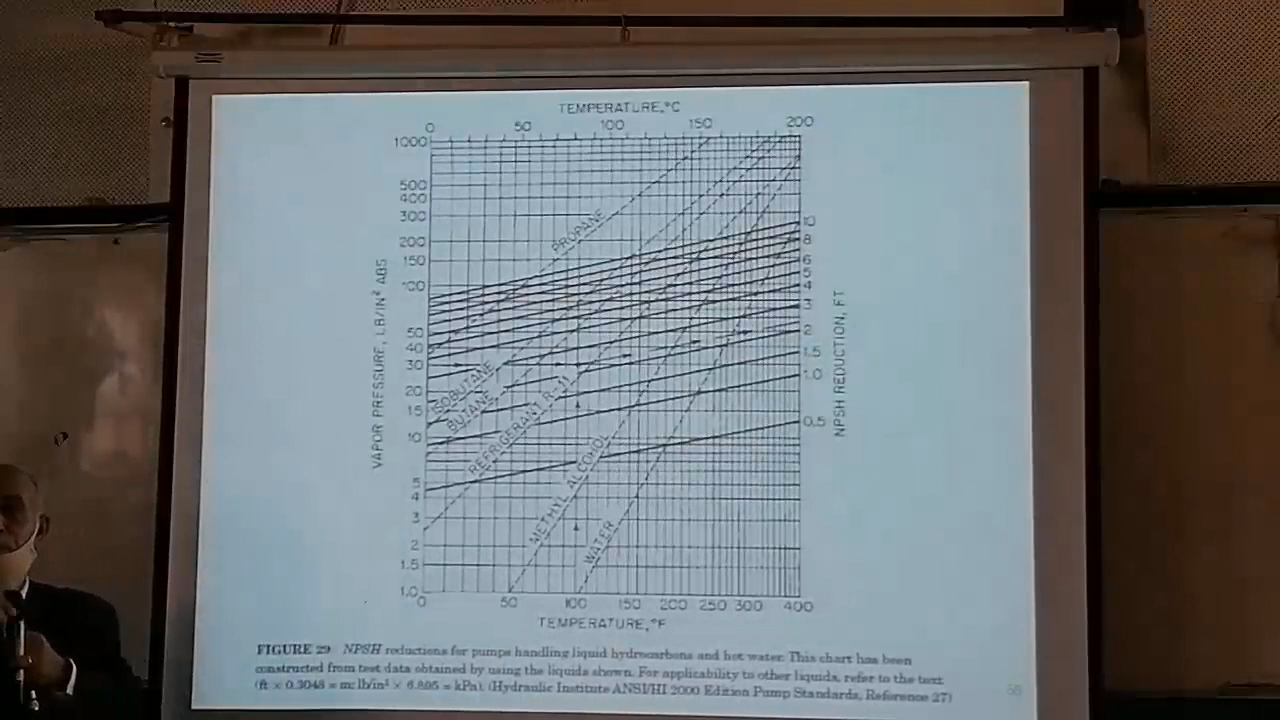 TEMPERATURE, °C
0 50 100 150 200
1000
500
400
300
200
150
100
50
40
30
20
15
10
5
4
3
2
1.5
1.0
VAPOR PRESSURE, LB/IN² ABS
PROPANE
ISOBUTANE
BUTANE
REFRIGERANT R-11
METHYL ALCOHOL
WATER
10
8
6
5
4
3
2
1.5
1.0
0.5
NPSH REDUCTION, FT
0 50 100 150 200 250 300 400
TEMPERATURE, °F
FIGURE 29 NPSH reductions for pumps handling liquid hydrocarbons and hot water. This chart has been
constructed from test data obtained by using the liquids shown. For applicability to other liquids, refer to the text.
(ft × 0.3048 = m; lb/in² × 6.895 = kPa). (Hydraulic Institute ANSI/HI 2000 Edition Pump Standards, Reference 27)